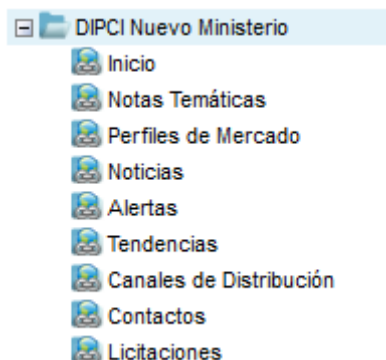 DIPCI Nuevo Ministerio
Inicio
Notas Temáticas
Perfiles de Mercado
Noticias
Alertas
Tendencias
Canales de Distribución
Contactos
Licitaciones